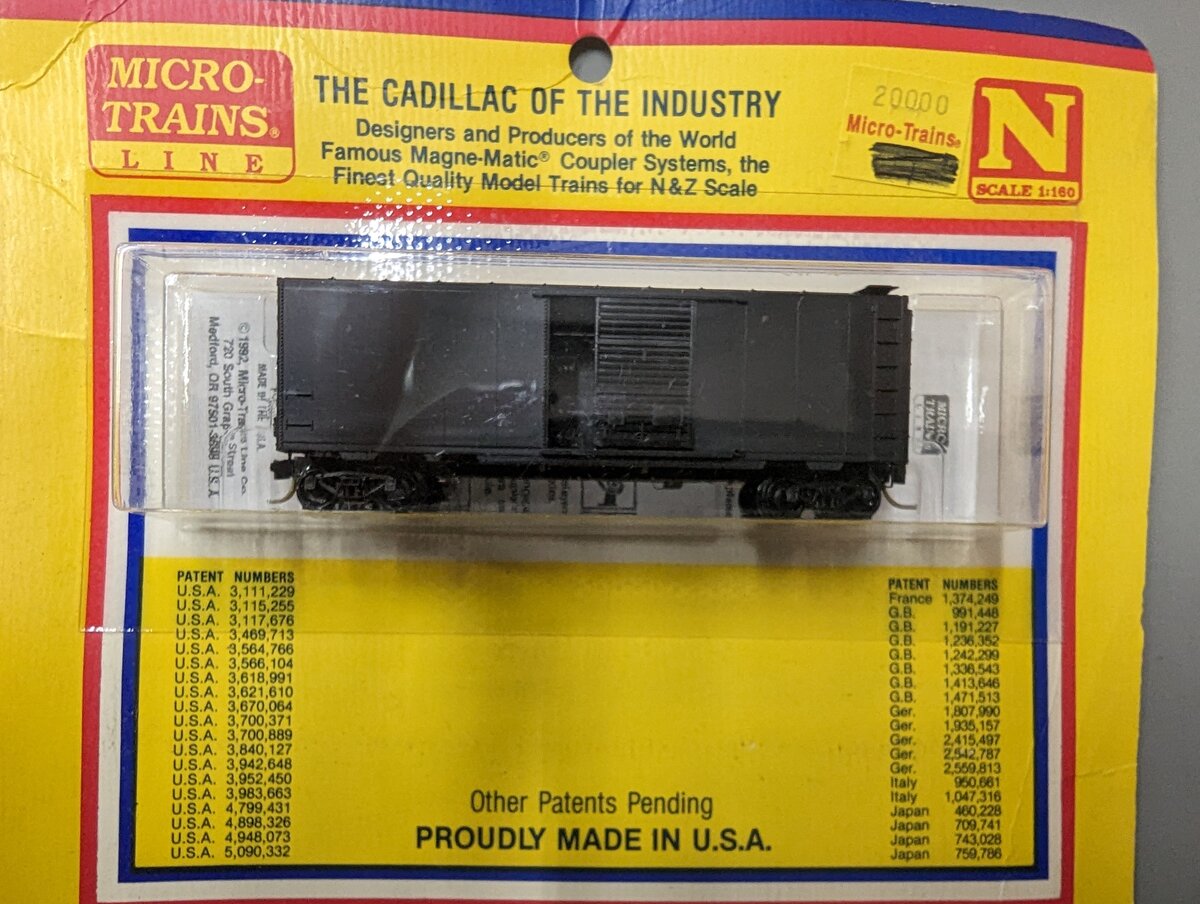 MICRO-
TRAINS®
LINE
THE CADILLAC OF THE INDUSTRY
Designers and Producers of the World
Famous Magne-Matic® Coupler Systems, the
Finest Quality Model Trains for N&Z Scale
20000
Micro-Trains®
N
SCALE 1:160
© 1992, Micro-Trains Line Co.
720 South Grape Street
Medford, OR 97501-3698 U.S.A
MADE IN THE U.S.A.
MICRO
TRAIN
PATENT NUMBERS
U.S.A. 3,111,229
U.S.A. 3,115,255
U.S.A. 3,117,676
U.S.A. 3,469,713
U.S.A. 3,564,766
U.S.A. 3,566,104
U.S.A. 3,618,991
U.S.A. 3,621,610
U.S.A. 3,670,064
U.S.A. 3,700,371
U.S.A. 3,700,889
U.S.A. 3,840,127
U.S.A. 3,942,648
U.S.A. 3,952,450
U.S.A. 3,983,663
U.S.A. 4,799,431
U.S.A. 4,898,326
U.S.A. 4,948,073
U.S.A. 5,090,332
Other Patents Pending
PROUDLY MADE IN U.S.A.
PATENT NUMBERS
France 1,374,249
G.B. 991,448
G.B. 1,191,227
G.B. 1,236,352
G.B. 1,242,299
G.B. 1,336,543
G.B. 1,413,646
G.B. 1,471,513
Ger. 1,807,990
Ger. 1,935,157
Ger. 2,415,497
Ger. 2,542,787
Ger. 2,559,813
Italy 950,661
Italy 1,047,316
Japan 460,228
Japan 709,741
Japan 743,028
Japan 759,786